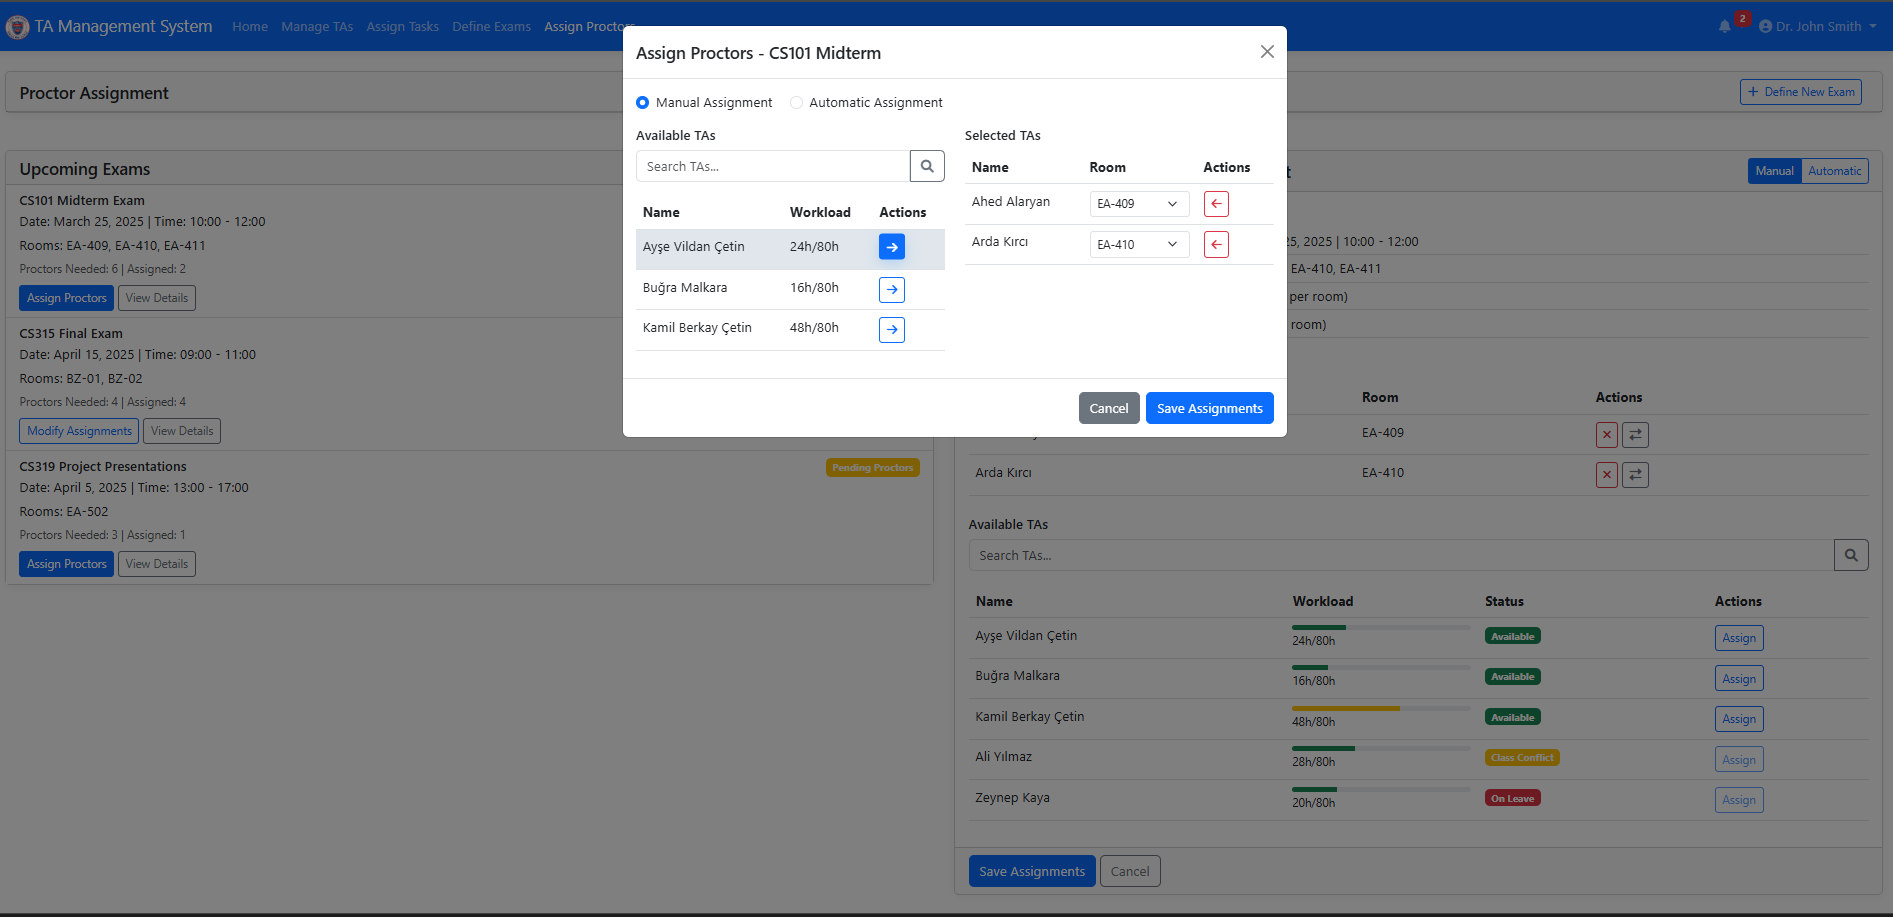 TA Management System Home Manage TAs Assign Tasks Define Exams Assign Proctors 2 Dr. John Smith
Proctor Assignment
Define New Exam
Assign Proctors - CS101 Midterm
Manual Assignment Automatic Assignment
Available TAs
Search TAs...
Name Workload Actions
Ayşe Vildan Çetin 24h/80h
Buğra Malkara 16h/80h
Kamil Berkay Çetin 48h/80h
Selected TAs
Name Room Actions
Ahed Alaryan EA-409
Arda Kırcı EA-410
Cancel Save Assignments
Upcoming Exams
CS101 Midterm Exam
Date: March 25, 2025 | Time: 10:00 - 12:00
Rooms: EA-409, EA-410, EA-411
Proctors Needed: 6 | Assigned: 2
Assign Proctors View Details
CS315 Final Exam
Date: April 15, 2025 | Time: 09:00 - 11:00
Rooms: BZ-01, BZ-02
Proctors Needed: 4 | Assigned: 4
Modify Assignments View Details
CS319 Project Presentations Pending Proctors
Date: April 5, 2025 | Time: 13:00 - 17:00
Rooms: EA-502
Proctors Needed: 3 | Assigned: 1
Assign Proctors View Details
Manual Automatic
2025 | 10:00 - 12:00
EA-410, EA-411
per room)
room)
Room Actions
EA-409
Arda Kırcı EA-410
Available TAs
Search TAs...
Name Workload Status Actions
Ayşe Vildan Çetin 24h/80h Available Assign
Buğra Malkara 16h/80h Available Assign
Kamil Berkay Çetin 48h/80h Available Assign
Ali Yılmaz 28h/80h Class Conflict Assign
Zeynep Kaya 20h/80h On Leave Assign
Save Assignments Cancel